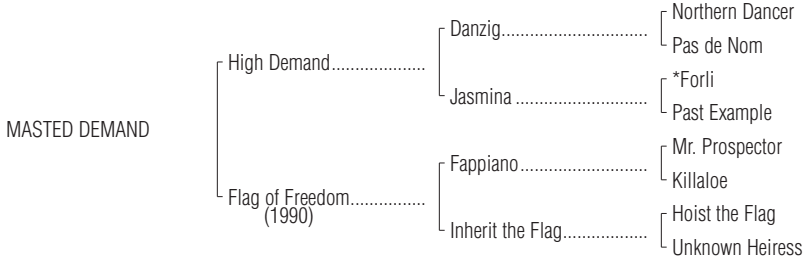 Northern Dancer
Danzig
Pas de Nom
High Demand
*Forli
Jasmina
Past Example
MASTED DEMAND
Mr. Prospector
Fappiano
Killaloe
Flag of Freedom
(1990)
Hoist the Flag
Inherit the Flag
Unknown Heiress